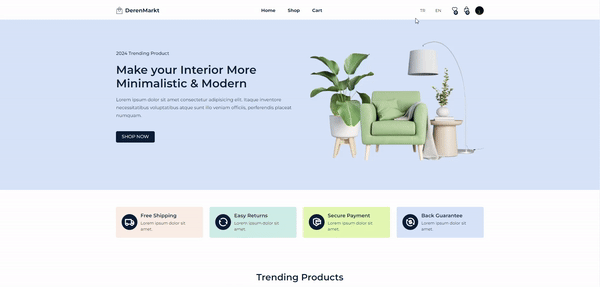 DerenMarkt
Home Shop Cart
TR EN
2024 Trending Product
Make your Interior More
Minimalistic & Modern
Lorem ipsum dolor sit amet consectetur adipisicing elit. Itaque inventore
necessitatibus voluptatibus atque sunt illo veniam officiis, perferendis placeat
numquam.
SHOP NOW
Free Shipping
Lorem ipsum dolor sit
amet.
Easy Returns
Lorem ipsum dolor sit
amet.
Secure Payment
Lorem ipsum dolor sit
amet.
Back Guarantee
Lorem ipsum dolor sit
amet.
Trending Products